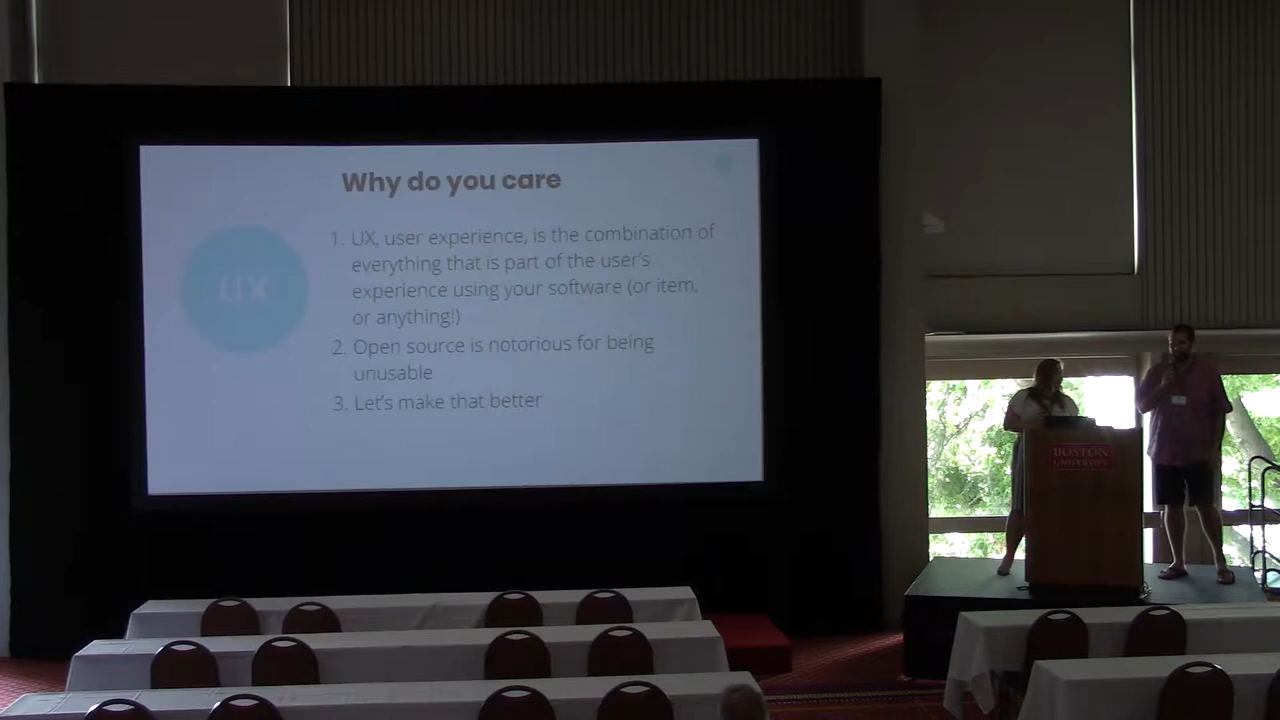 Why do you care
UX
1. UX, user experience, is the combination of
everything that is part of the user's
experience using your software (or item,
or anything!)
2. Open source is notorious for being
unusable
3. Let's make that better
BOSTON
UNIVERSITY